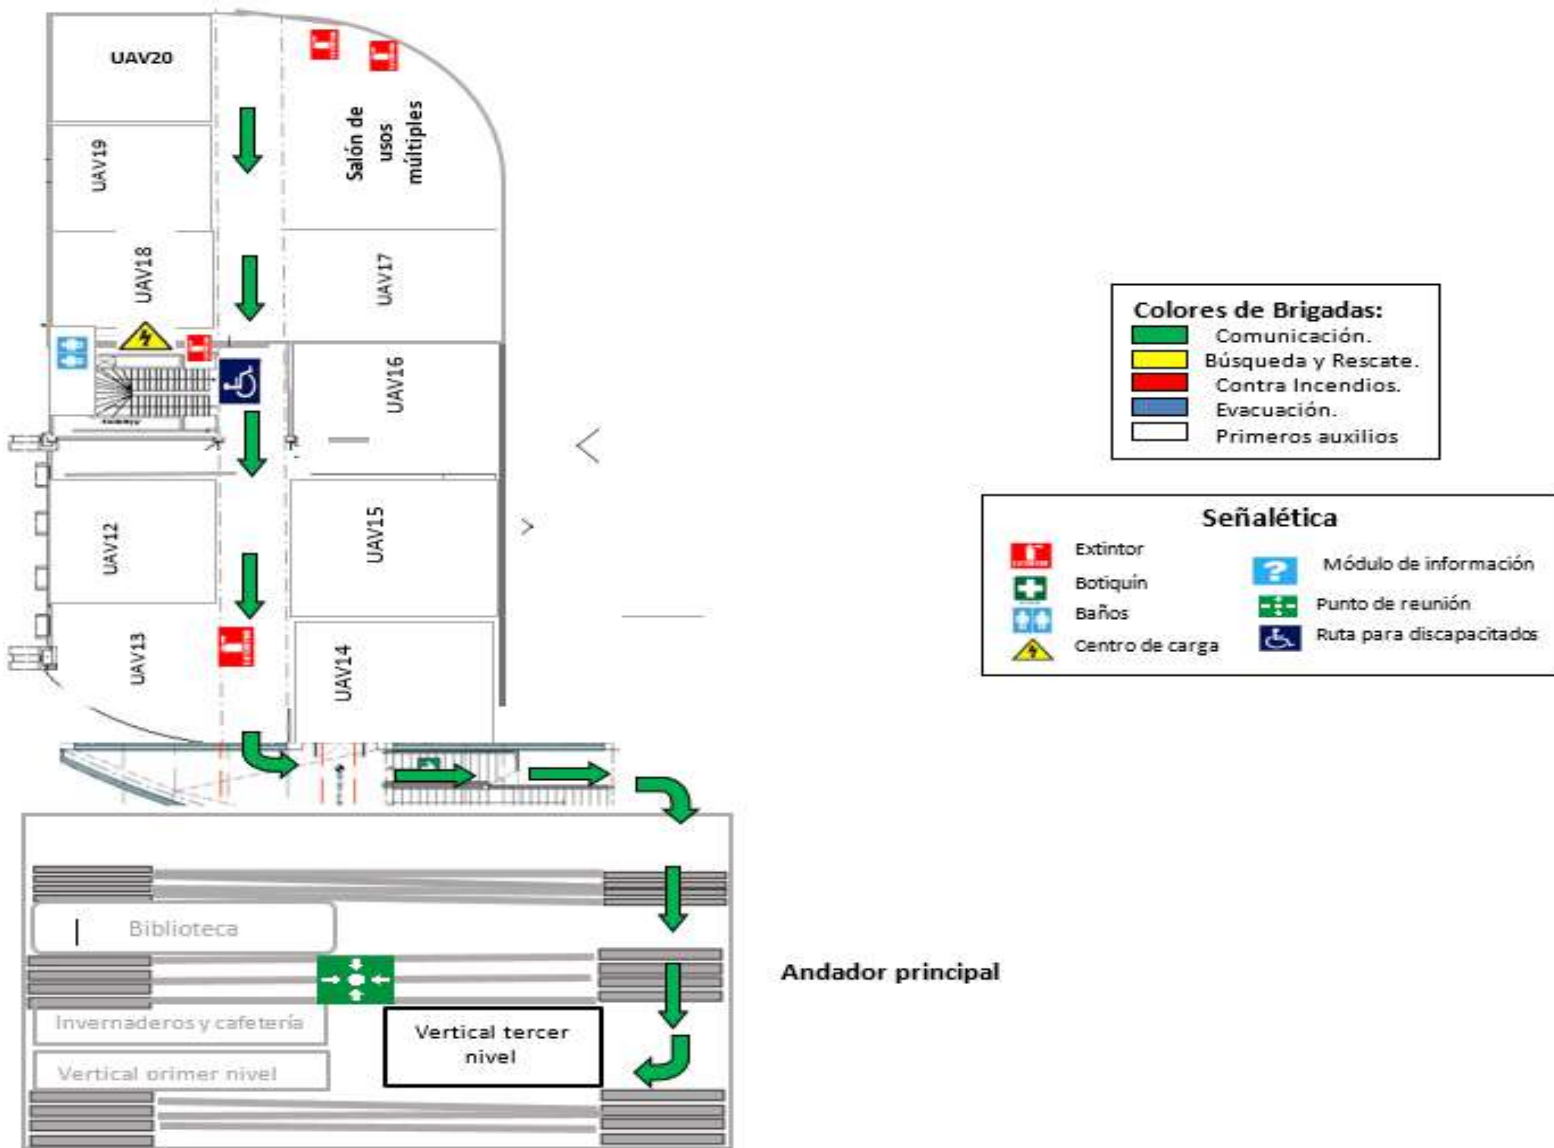 UAV20
UAV19
Salón de
usos
múltiples
UAV18
UAV17
UAV16
UAV12
UAV15
UAV13
UAV14
Colores de Brigadas:
Comunicación.
Búsqueda y Rescate.
Contra Incendios.
Evacuación.
Primeros auxilios
Señalética
Extintor
Botiquín
Baños
Centro de carga
Módulo de información
Punto de reunión
Ruta para discapacitados
Biblioteca
Invernaderos y cafetería
Vertical primer nivel
Vertical tercer
nivel
Andador principal